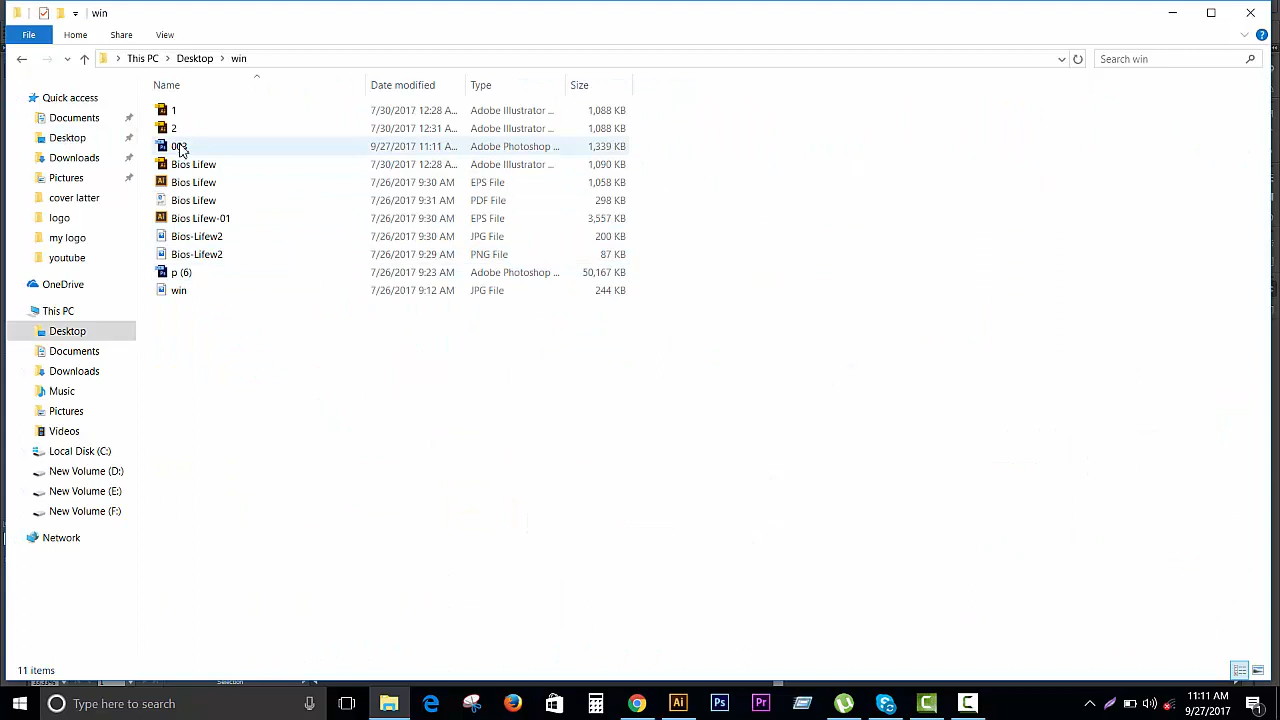 win
File Home Share View
This PC Desktop win Search win
Name Date modified Type Size
1 7/30/2017 12:28 A... Adobe Illustrator ... 1,088 KB
2 7/30/2017 12:31 A... Adobe Illustrator ... 1,088 KB
9/27/2017 11:11 A... Adobe Photoshop ... 1,339 KB
Bios Lifew 7/30/2017 12:28 A... Adobe Illustrator ... 1,090 KB
Bios Lifew 7/26/2017 9:30 AM EPS File 1,058 KB
Bios Lifew 7/26/2017 9:31 AM PDF File 298 KB
Bios Lifew-01 7/26/2017 9:30 AM EPS File 3,557 KB
Bios-Lifew2 7/26/2017 9:30 AM JPG File 200 KB
Bios-Lifew2 7/26/2017 9:29 AM PNG File 87 KB
p (6) 7/26/2017 9:23 AM Adobe Photoshop ... 50,167 KB
win 7/26/2017 9:12 AM JPG File 244 KB
Quick access
Documents
Desktop
Downloads
Pictures
cover latter
logo
my logo
youtube
OneDrive
This PC
Desktop
Documents
Downloads
Music
Pictures
Videos
Local Disk (C:)
New Volume (D:)
New Volume (E:)
New Volume (F:)
Network
11 items
Selection
Type here to search
Ai Ps Pr
11:11 AM
9/27/2017